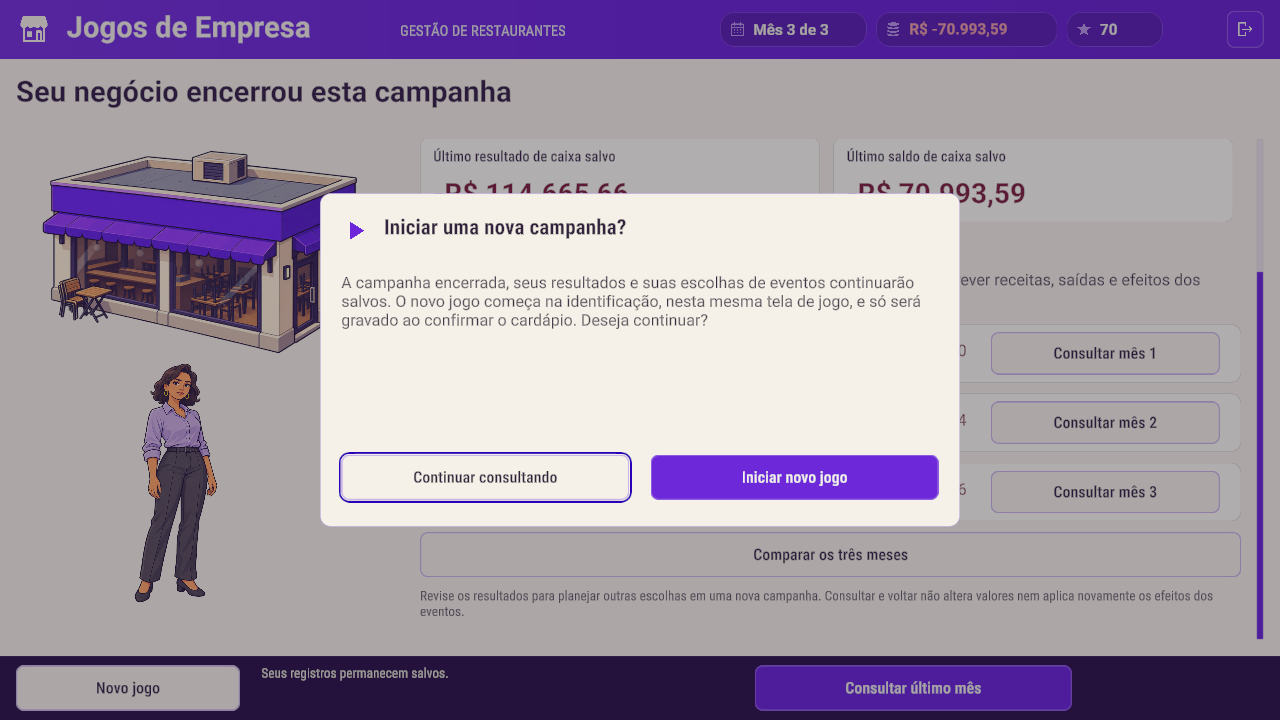 Jogos de Empresa
GESTÃO DE RESTAURANTES
Mês 3 de 3
R$ -70.993,59
70
Seu negócio encerrou esta campanha
Último resultado de caixa salvo
Último saldo de caixa salvo
R$ 114.665,66
R$ 70.993,59
Iniciar uma nova campanha?
A campanha encerrada, seus resultados e suas escolhas de eventos continuarão
salvos. O novo jogo começa na identificação, nesta mesma tela de jogo, e só será
gravado ao confirmar o cardápio. Deseja continuar?
Continuar consultando
Iniciar novo jogo
ever receitas, saídas e efeitos dos
0
Consultar mês 1
4
Consultar mês 2
6
Consultar mês 3
Comparar os três meses
Revise os resultados para planejar outras escolhas em uma nova campanha. Consultar e voltar não altera valores nem aplica novamente os efeitos dos
eventos.
Novo jogo
Seus registros permanecem salvos.
Consultar último mês